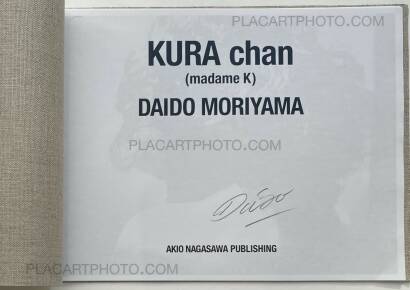 PLACARTPHOTO.COM
KURA chan
(madame K)
DAIDO MORIYAMA
PLACARTPHOTO.COM
Daido
AKIO NAGASAWA PUBLISHING
PLACARTPHOTO.COM